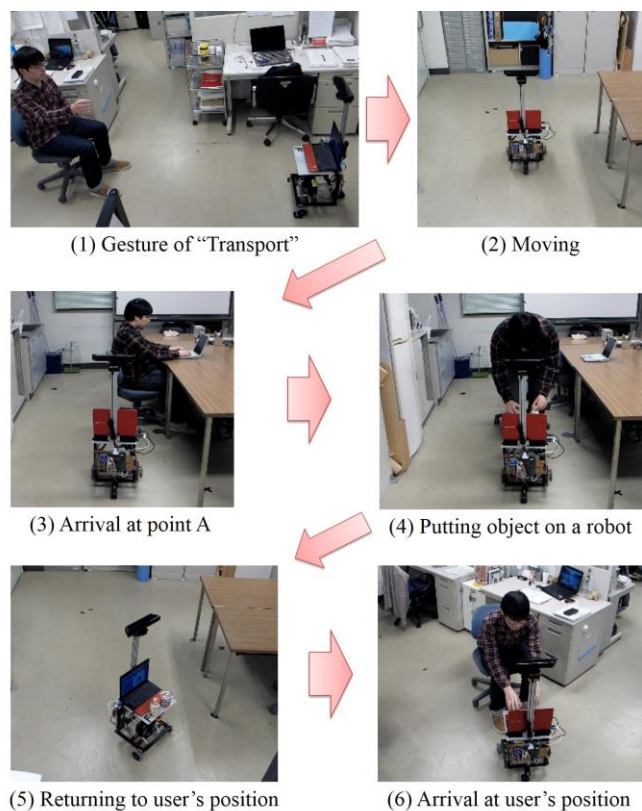 (1) Gesture of “Transport”
(2) Moving
(3) Arrival at point A
(4) Putting object on a robot
(5) Returning to user’s position
(6) Arrival at user’s position